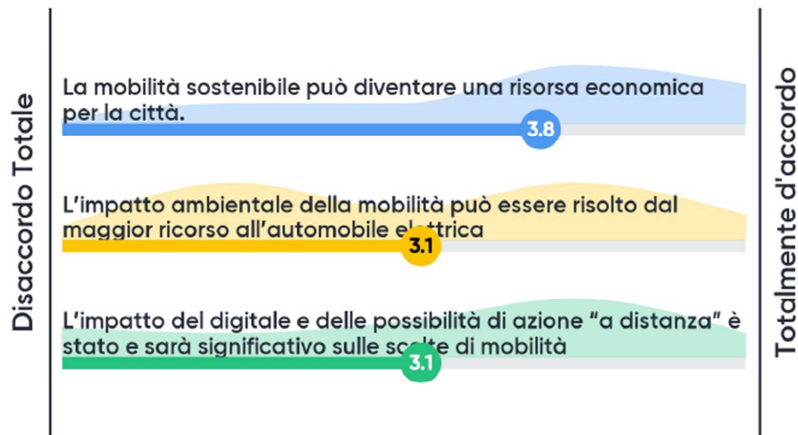 Disaccordo Totale
La mobilità sostenibile può diventare una risorsa economica
per la città.
3.8
L'impatto ambientale della mobilità può essere risolto dal
maggior ricorso all'automobile elettrica
3.1
L'impatto del digitale e delle possibilità di azione “a distanza” è
stato e sarà significativo sulle scelte di mobilità
3.1
Totalmente d'accordo